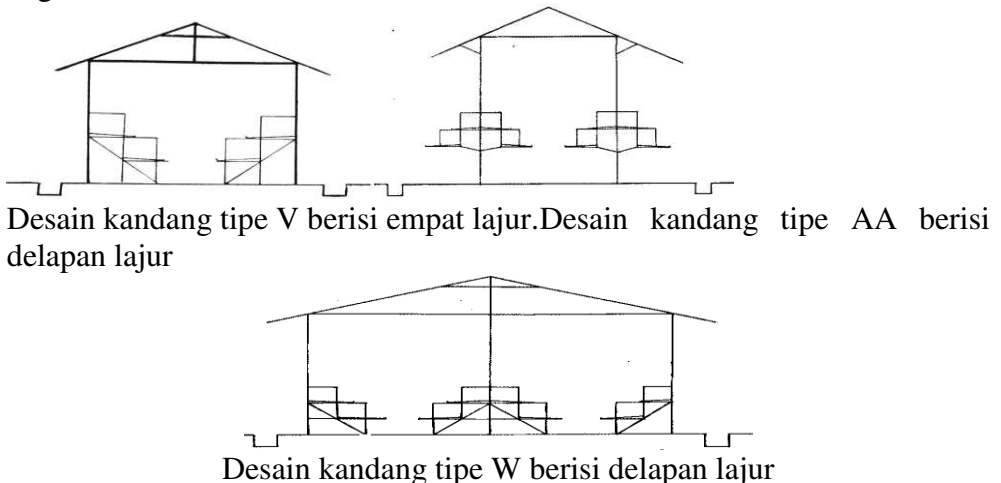 Desain kandang tipe V berisi empat lajur.Desain kandang tipe AA berisi
delapan lajur
Desain kandang tipe W berisi delapan lajur